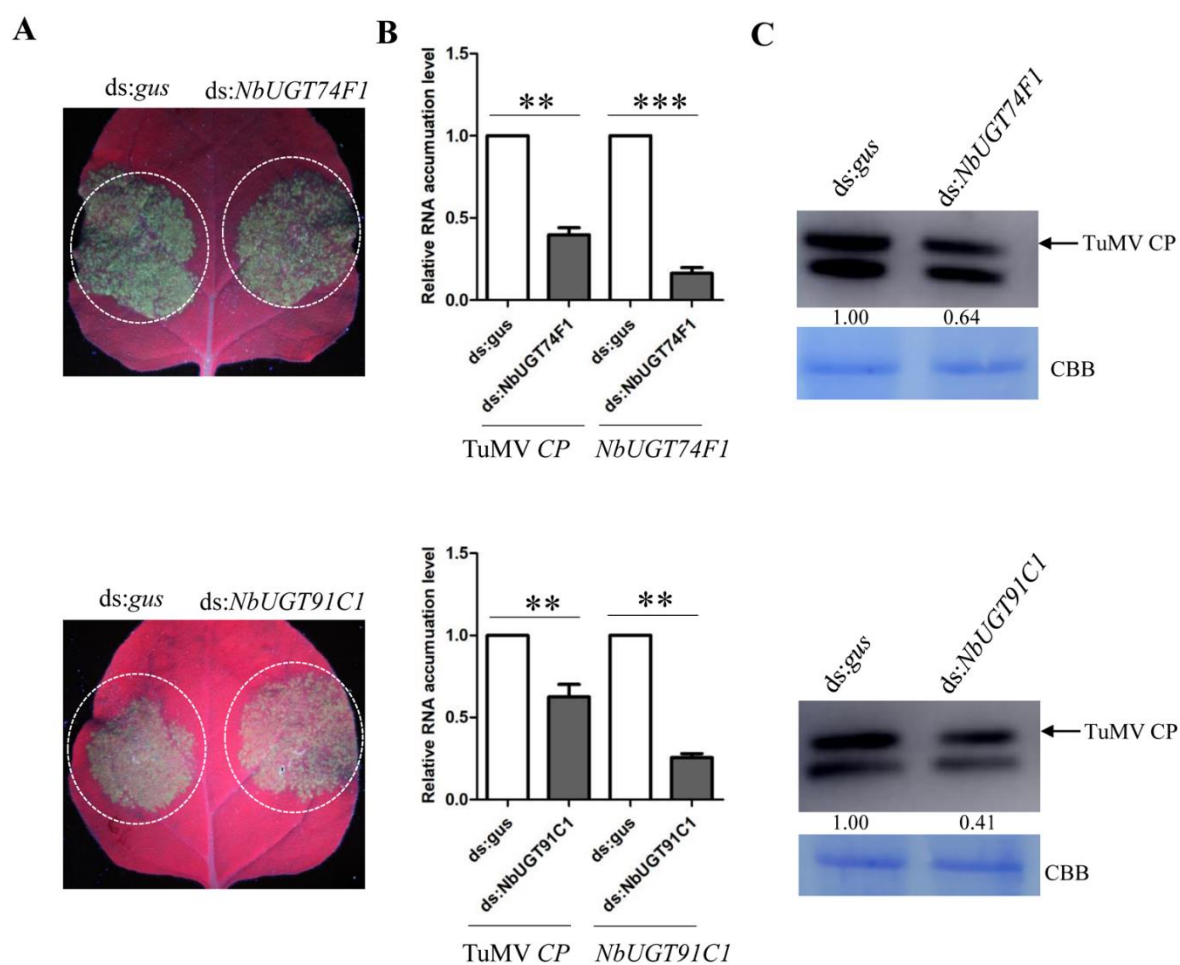 A
B
C
ds:gus ds:NbUGT74F1
Relative RNA accumuation level
1.5
1.0
0.5
0.0
** ***
ds:gus
ds:NbUGT74F1
ds:gus
ds:NbUGT74F1
TuMV CP NbUGT74F1
ds:gus
ds:NbUGT74F1
TuMV CP
1.00 0.64
CBB
ds:gus ds:NbUGT91C1
Relative RNA accumuation level
1.5
1.0
0.5
0.0
** **
ds:gus
ds:NbUGT91C1
ds:gus
ds:NbUGT91C1
TuMV CP NbUGT91C1
ds:gus
ds:NbUGT91C1
TuMV CP
1.00 0.41
CBB